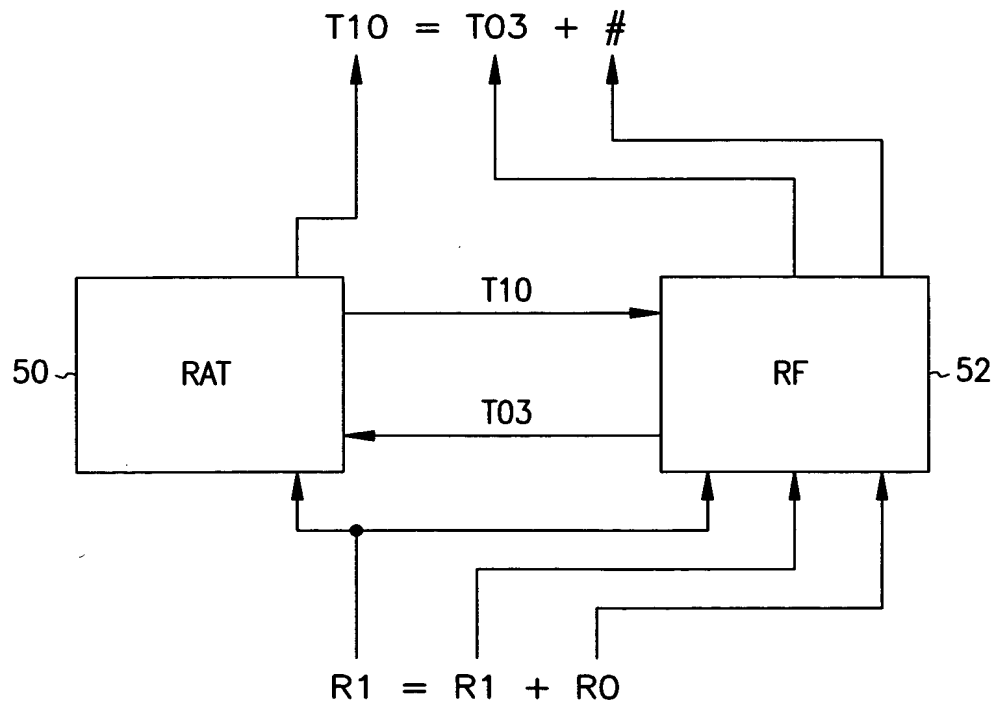 T10 = T03 + #
T10
50
RAT
RF
52
T03
R1 = R1 + R0